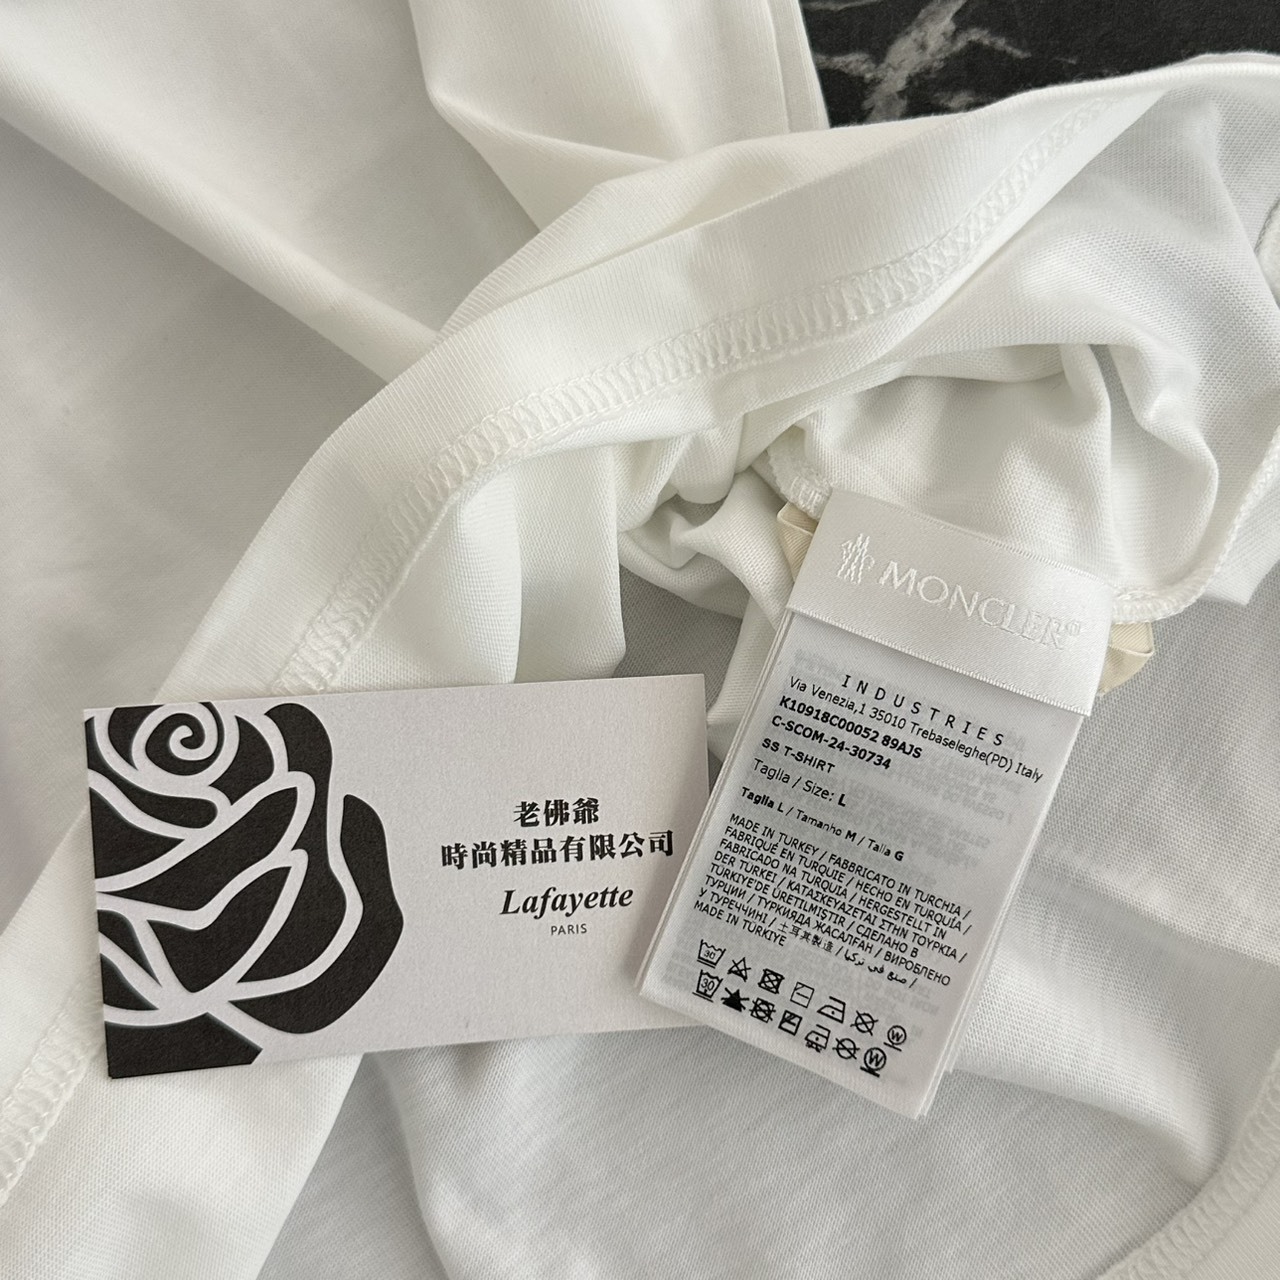 老佛爺
時尚精品有限公司
Lafayette
PARIS
MONCLER
INDUSTRIES
Via Venezia,1 35010 Trebaseleghe(PD) Italy
K10918C00052 89AJS
C-SCOM-24-30734
SS T-SHIRT
Taglia / Size: L
Taglia L / Tamanho M / Talla G
MADE IN TURKEY / FABBRICATO IN TURCHIA /
FABRIQUÉ EN TURQUIE / HECHO EN TURQUÍA /
FABRICADO NA TURQUIA / HERGESTELLT IN
DER TÜRKEI / ΚΑΤΑΣΚΕΥΑΖΕΤΑΙ ΣΤΗΝ ΤΟΥΡΚΙΑ /
TÜRKİYE'DE ÜRETİLMİŞTİR / СДЕЛАНО В
ТУРЦИИ / ТҮРКИЯДА ЖАСАЛҒАН / ВИРОБЛЕНО
У ТУРЕЧЧИНІ / 土耳其製造 / صنع في تركيا /
MADE IN TÜRKİYE
30
W
30
W